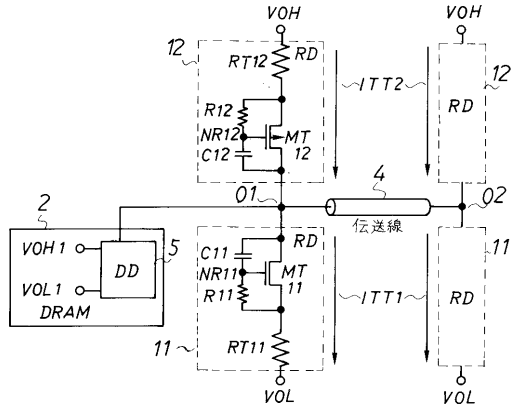 VOH
VOH
12
RT12
RD
ITT2
12
RD
R12
NR12
MT
12
C12
01
4
02
伝送線
2
5
VOH1
DD
VOL1
DRAM
C11
RD
11
NR11
MT
11
R11
ITT1
RD
11
RT11
VOL
VOL